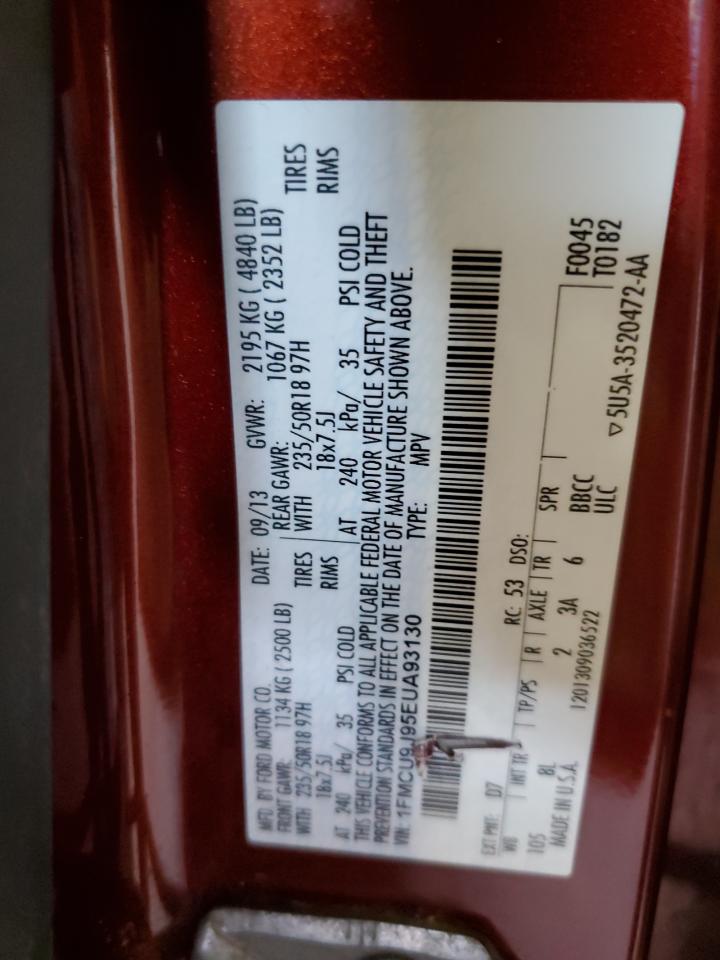 MFD. BY FORD MOTOR CO.
DATE: 09/13 GVWR: 2195 KG ( 4840 LB)
FRONT GAWR: 1134 KG ( 2500 LB) REAR GAWR: 1067 KG ( 2352 LB)
WITH 235/50R18 97H TIRES WITH 235/50R18 97H TIRES
18x7.5J RIMS 18x7.5J RIMS
AT 240 kPa/ 35 PSI COLD AT 240 kPa/ 35 PSI COLD
THIS VEHICLE CONFORMS TO ALL APPLICABLE FEDERAL MOTOR VEHICLE SAFETY AND THEFT
PREVENTION STANDARDS IN EFFECT ON THE DATE OF MANUFACTURE SHOWN ABOVE.
VIN: 1FMCU9J95EUA93130 TYPE: MPV
EXT PNT: D7 RC: 53 DSO:
WB INT TR TP/PS R AXLE TR SPR F0045
105 8L 2 3A 6 BBCC T0182
MADE IN U.S.A. 1201309036522 ULC ▽5U5A-3520472-AA